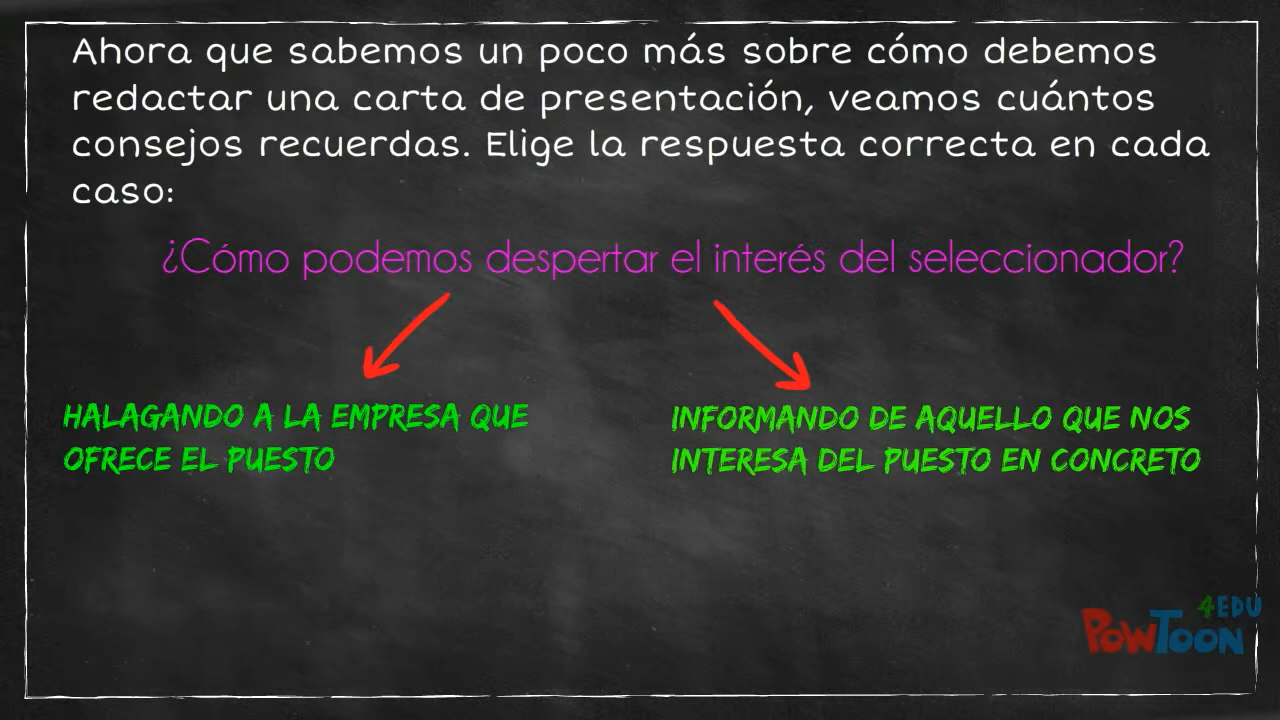 Ahora que sabemos un poco más sobre cómo debemos
redactar una carta de presentación, veamos cuántos
consejos recuerdas. Elige la respuesta correcta en cada
caso:
¿Cómo podemos despertar el interés del seleccionador?
HALAGANDO A LA EMPRESA QUE
OFRECE EL PUESTO
INFORMANDO DE AQUELLO QUE NOS
INTERESA DEL PUESTO EN CONCRETO
4EDU
POWTOON